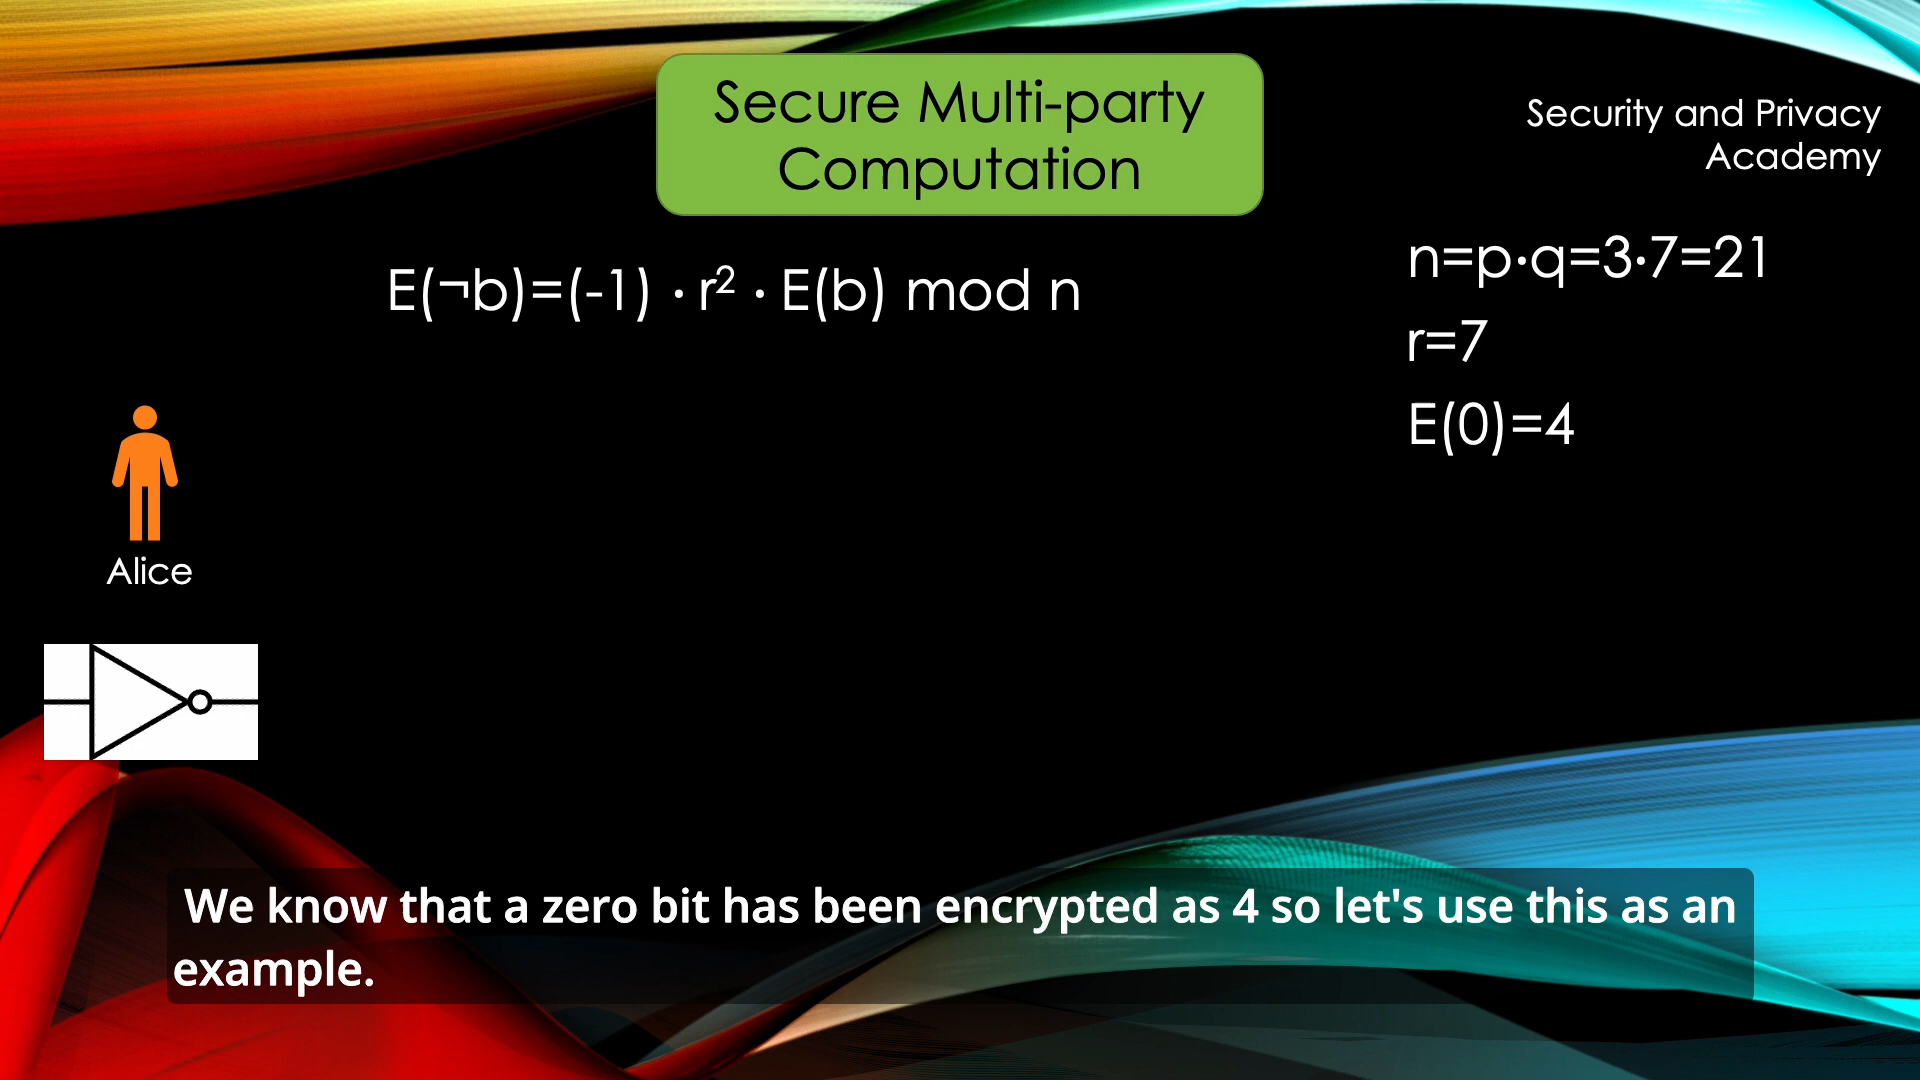 Secure Multi-party
Computation
Security and Privacy
Academy
E(¬b)=(-1) · r² · E(b) mod n
n=p·q=3·7=21
r=7
E(0)=4
Alice
We know that a zero bit has been encrypted as 4 so let's use this as an
example.